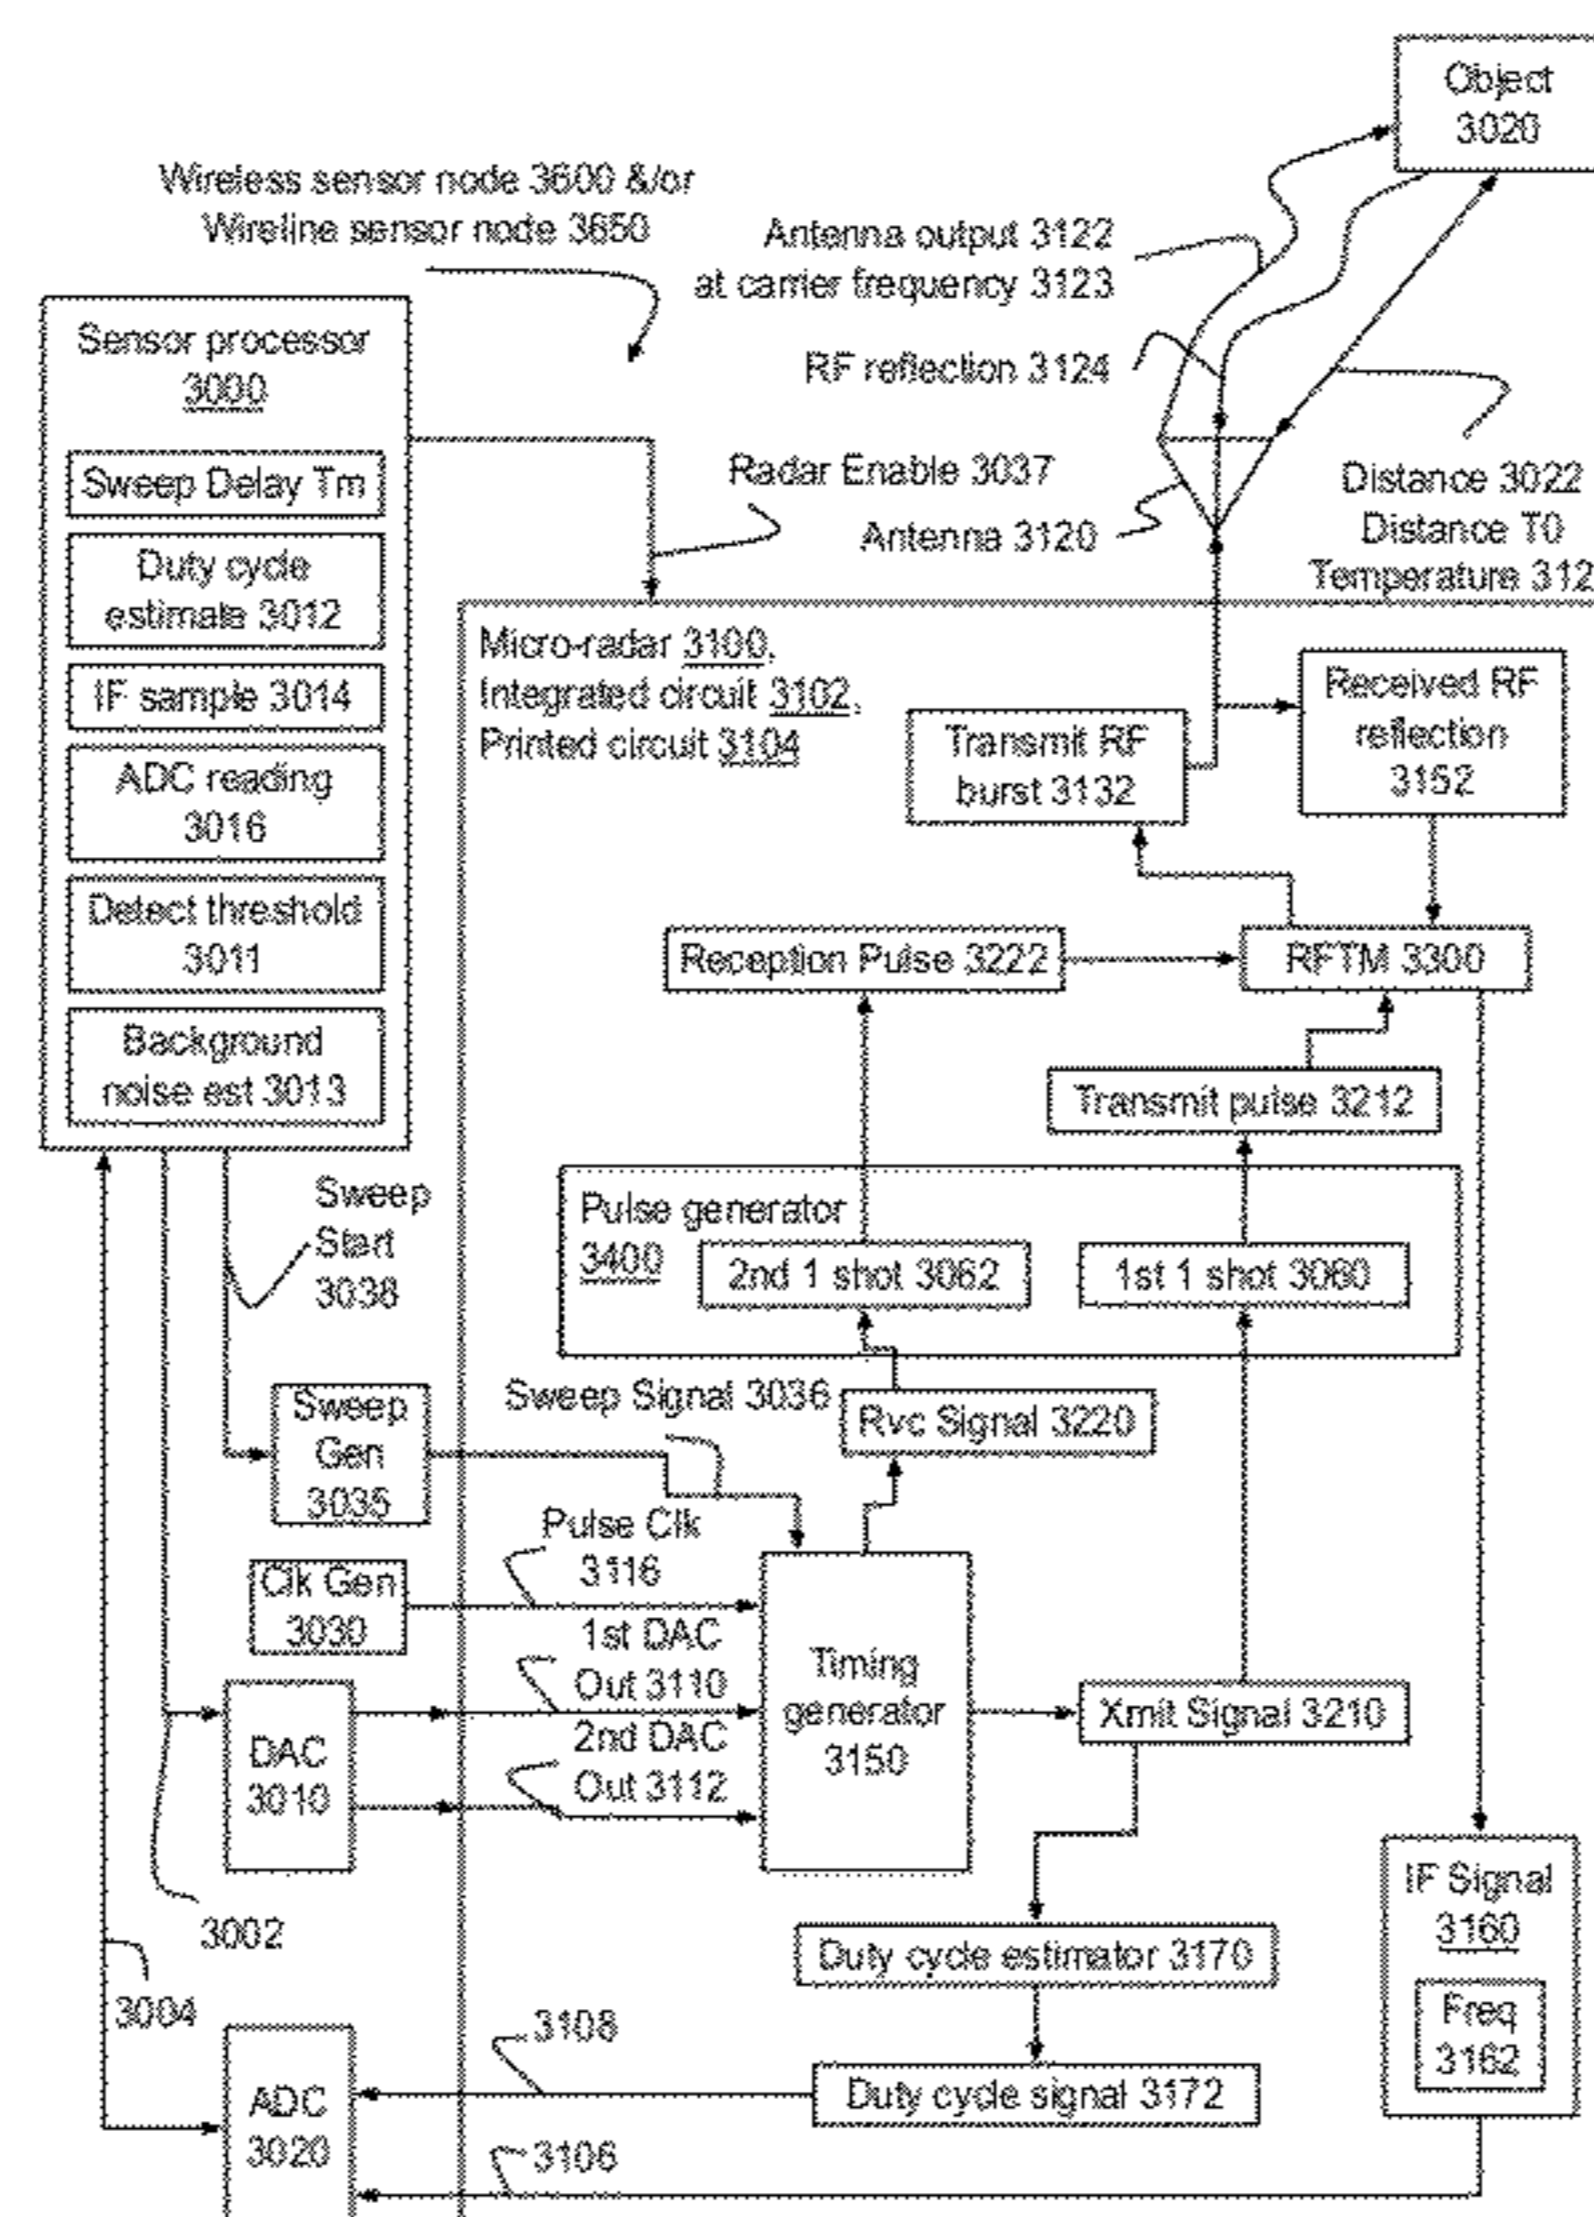 Object
3020
Wireless sensor node 3600 &/or
Wireline sensor node 3650
Antenna output 3122
at carrier frequency 3123
RF reflection 3124
Sensor processor
3000
Sweep Delay Tm
Duty cycle
estimate 3012
IF sample 3014
ADC reading
3016
Detect threshold
3011
Background
noise est 3013
Radar Enable 3037
Antenna 3120
Distance 3022
Distance T0
Temperature 312
Micro-radar 3100,
Integrated circuit 3102,
Printed circuit 3104
Transmit RF
burst 3132
Received RF
reflection
3152
Reception Pulse 3222
RFTM 3300
Transmit pulse 3212
Sweep
Start
3038
Pulse generator
3400
2nd 1 shot 3062
1st 1 shot 3060
Sweep Signal 3036
Rvc Signal 3220
Sweep
Gen
3035
Pulse Clk
3116
Clk Gen
3030
1st DAC
Out 3110
2nd DAC
Out 3112
Timing
generator
3150
Xmit Signal 3210
DAC
3010
3002
3004
Duty cycle estimator 3170
IF Signal
3160
Freq
3162
3108
Duty cycle signal 3172
ADC
3020
3106